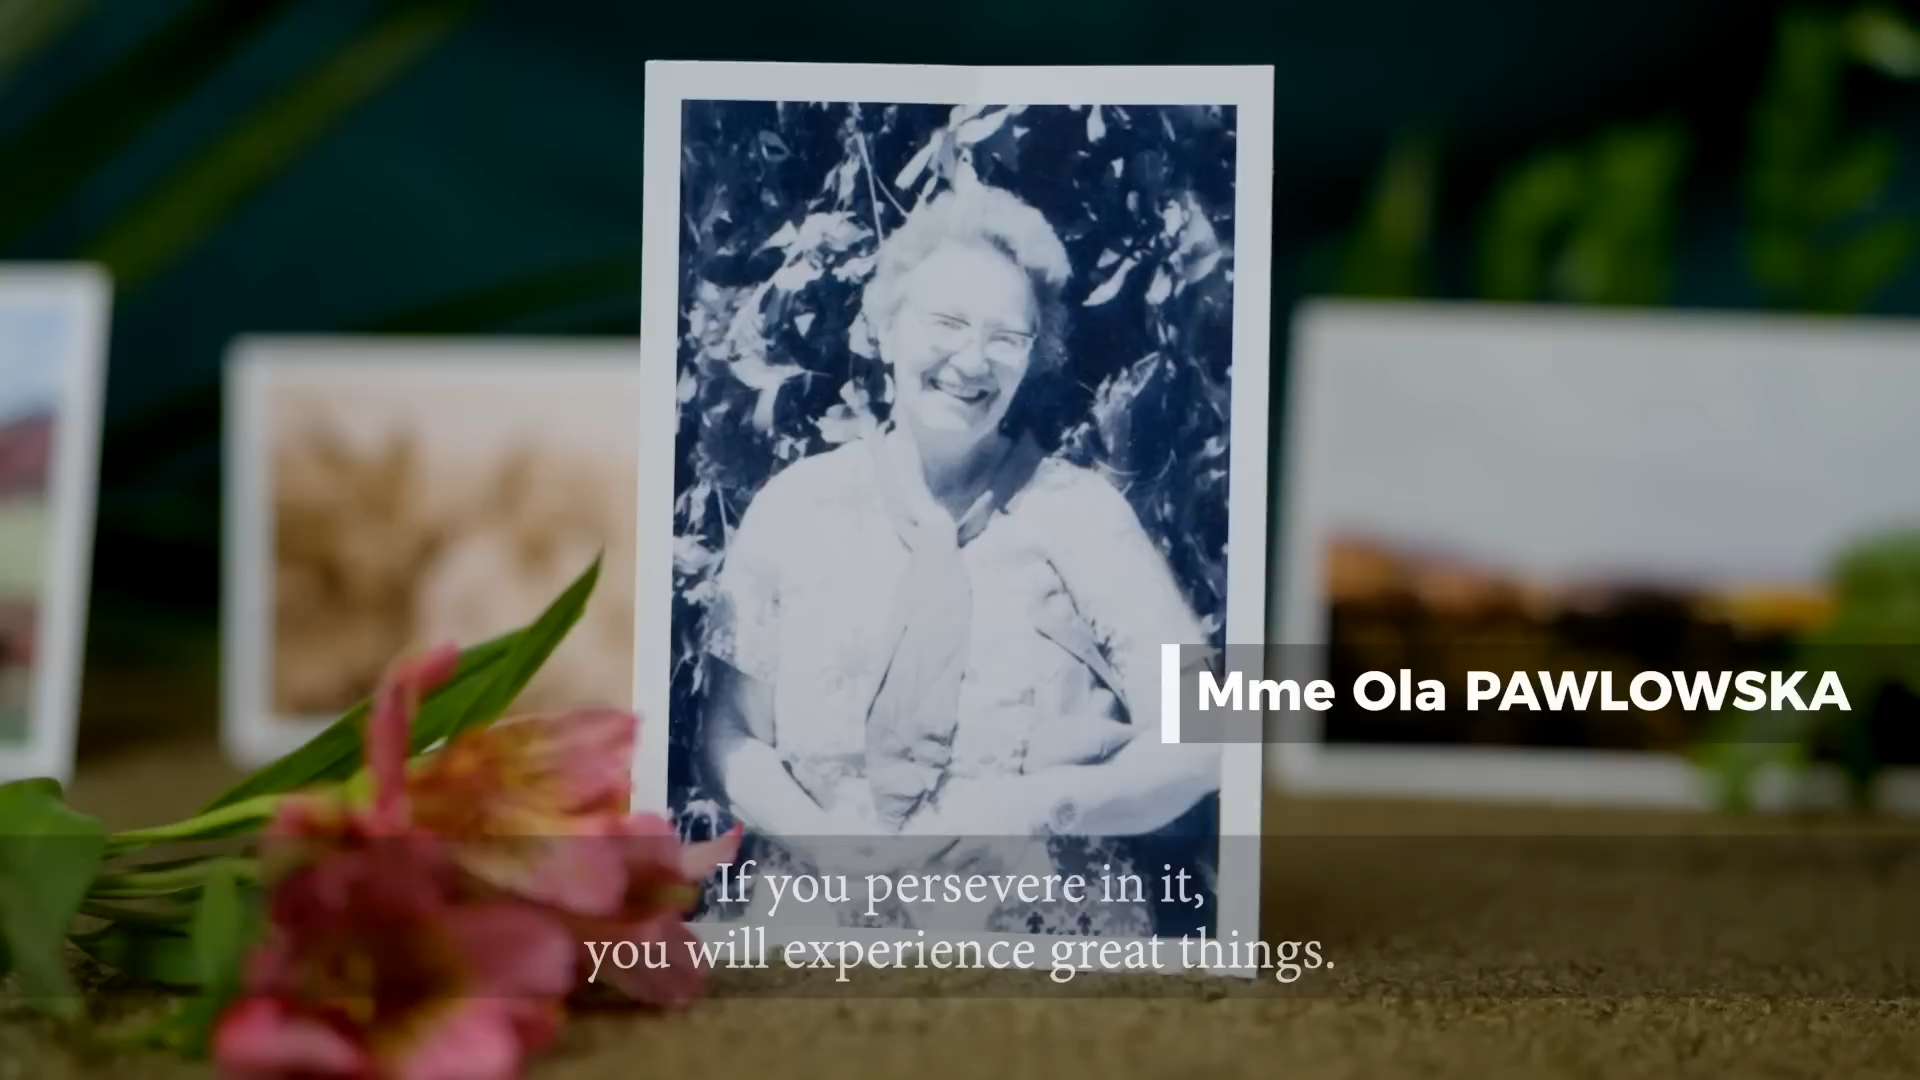 Mme Ola PAWLOWSKA
If you persevere in it,
you will experience great things.